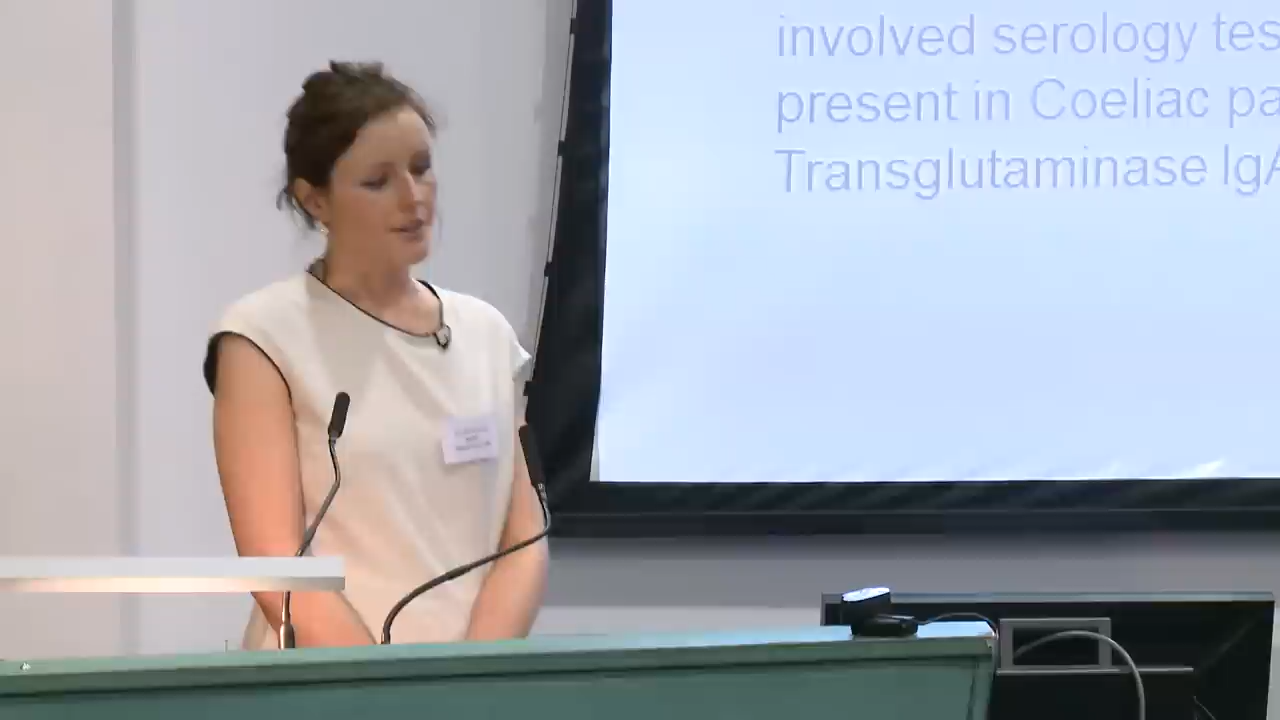 involved serology tes
present in Coeliac pa
Transglutaminase IgA